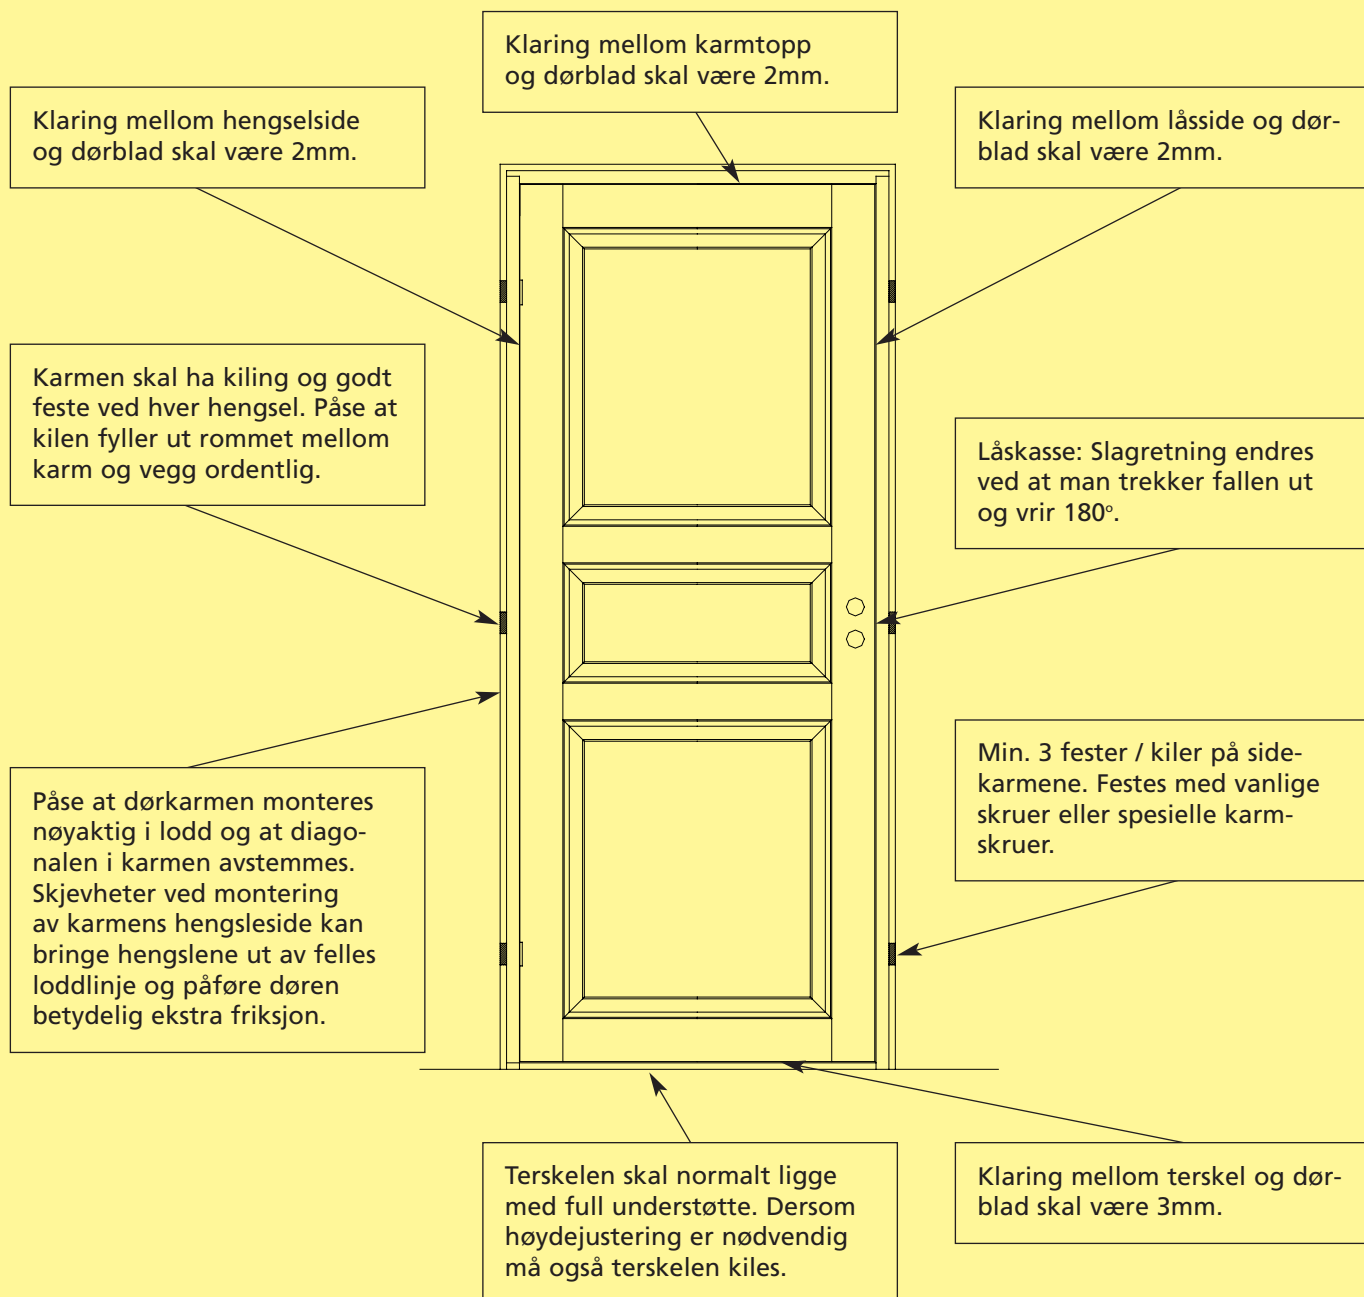 Klaring mellom karmtopp
og dørblad skal være 2mm.
Klaring mellom hengselside
og dørblad skal være 2mm.
Klaring mellom låsside og dør-
blad skal være 2mm.
Karmen skal ha kiling og godt
feste ved hver hengsel. Påse at
kilen fyller ut rommet mellom
karm og vegg ordentlig.
Låskasse: Slagretning endres
ved at man trekker fallen ut
og vrir 180°.
Påse at dørkarmen monteres
nøyaktig i lodd og at diago-
nalen i karmen avstemmes.
Skjevheter ved montering
av karmens hengsleside kan
bringe hengslene ut av felles
loddlinje og påføre døren
betydelig ekstra friksjon.
Min. 3 fester / kiler på side-
karmene. Festes med vanlige
skruer eller spesielle karm-
skruer.
Terskelen skal normalt ligge
med full understøtte. Dersom
høydejustering er nødvendig
må også terskelen kiles.
Klaring mellom terskel og dør-
blad skal være 3mm.